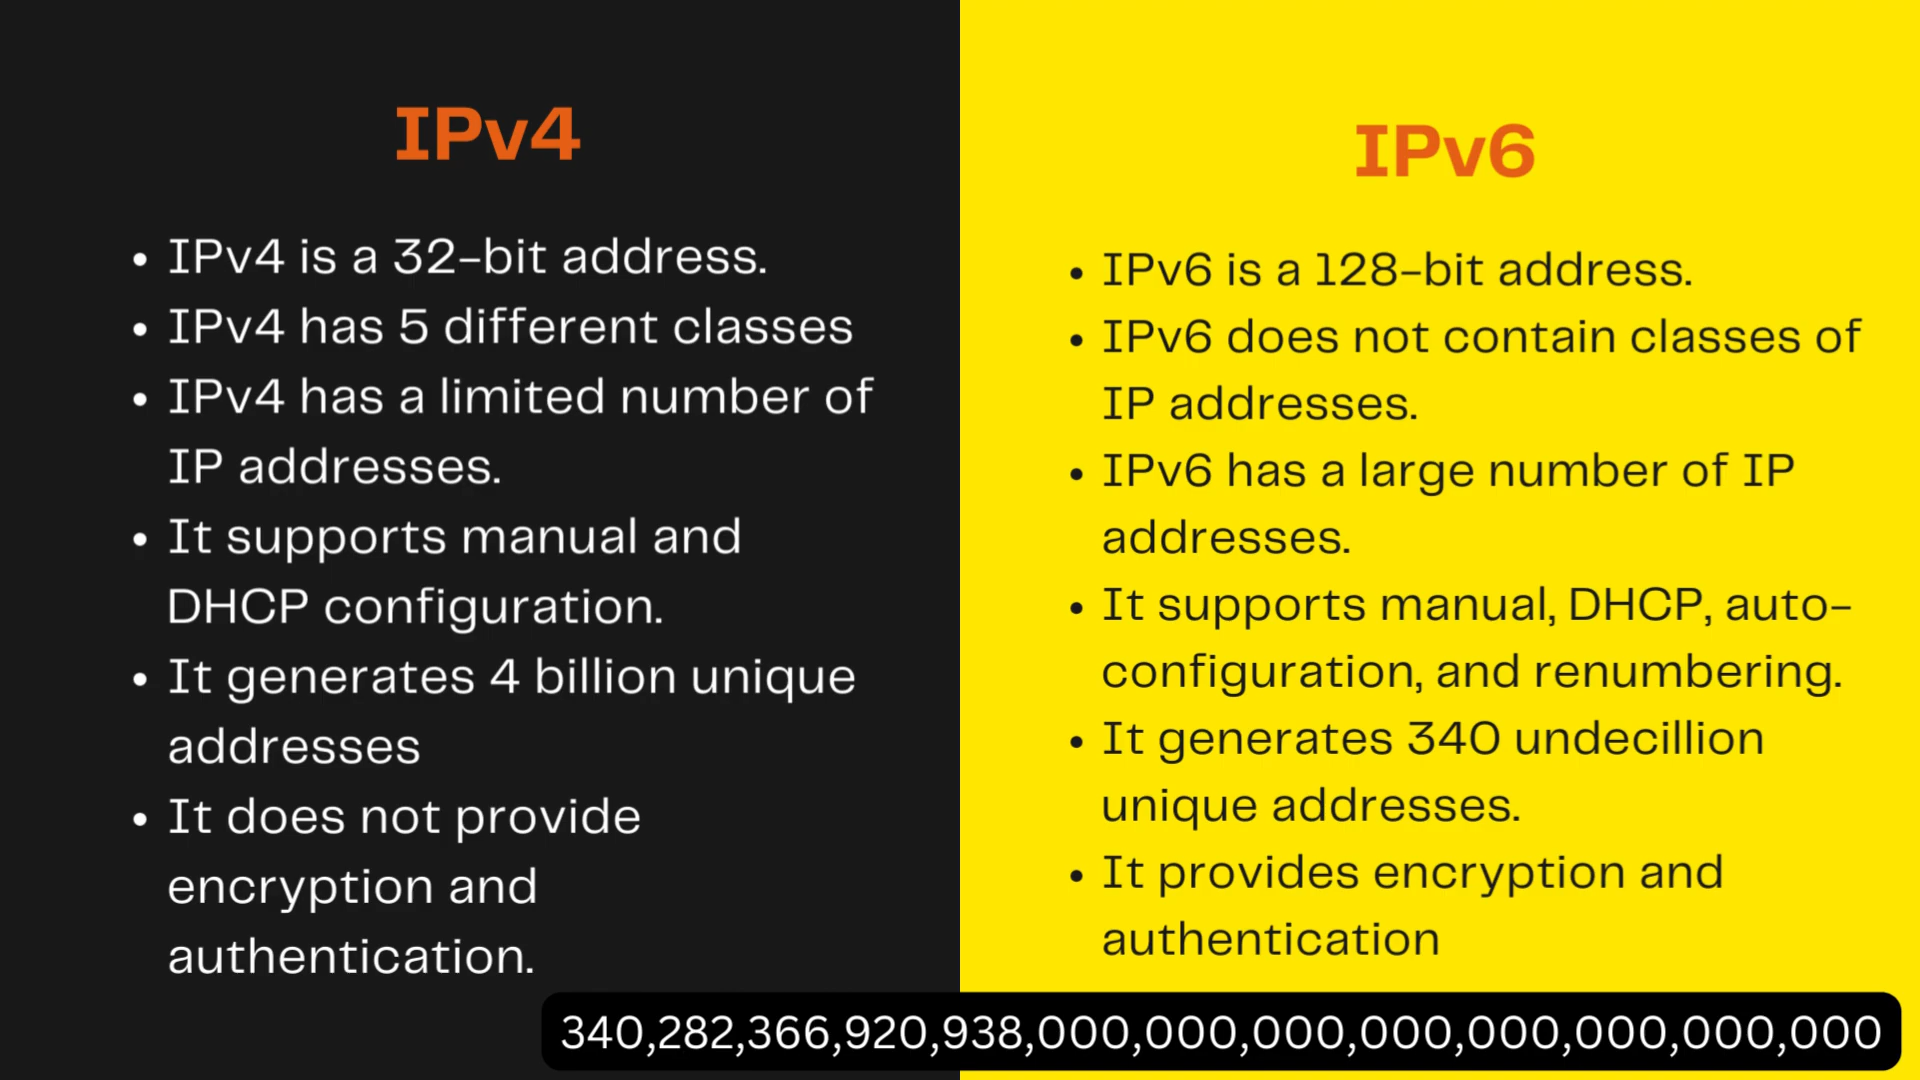 IPv4
• IPv4 is a 32-bit address.
• IPv4 has 5 different classes
• IPv4 has a limited number of
IP addresses.
• It supports manual and
DHCP configuration.
• It generates 4 billion unique
addresses
• It does not provide
encryption and
authentication.
IPv6
• IPv6 is a 128-bit address.
• IPv6 does not contain classes of
IP addresses.
• IPv6 has a large number of IP
addresses.
• It supports manual, DHCP, auto-
configuration, and renumbering.
• It generates 340 undecillion
unique addresses.
• It provides encryption and
authentication
340,282,366,920,938,000,000,000,000,000,000,000,000